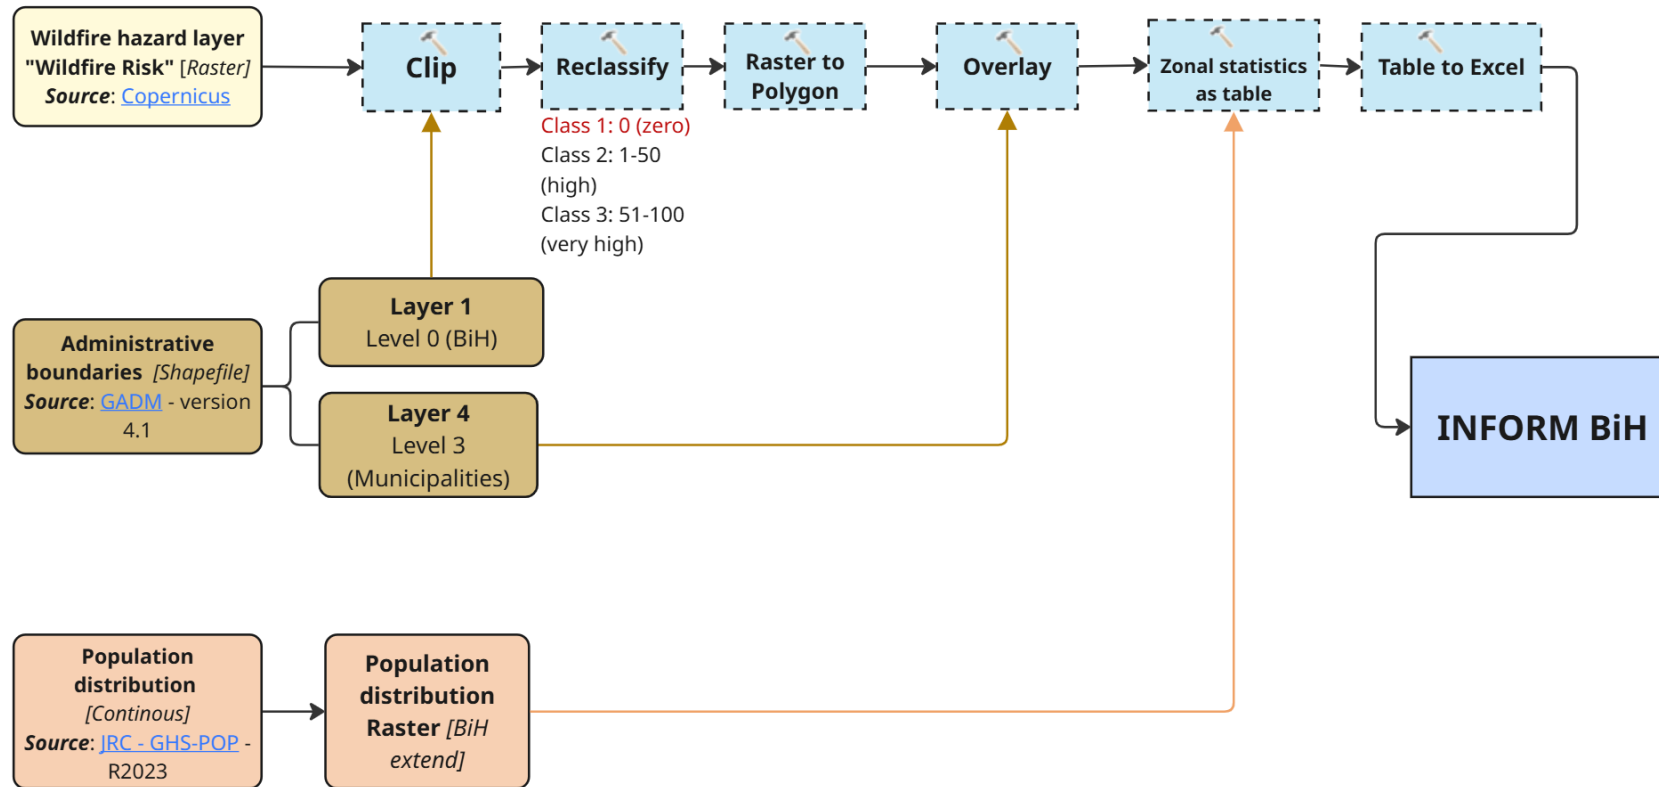 Wildfire hazard layer
"Wildfire Risk" [Raster]
Source: Copernicus
Clip
Reclassify
Raster to
Polygon
Overlay
Zonal statistics
as table
Table to Excel
Class 1: 0 (zero)
Class 2: 1-50
(high)
Class 3: 51-100
(very high)
Layer 1
Level 0 (BiH)
Administrative
boundaries [Shapefile]
Source: GADM - version
4.1
Layer 4
Level 3
(Municipalities)
INFORM BiH
Population
distribution
[Continous]
Source: JRC - GHS-POP -
R2023
Population
distribution
Raster [BiH
extend]